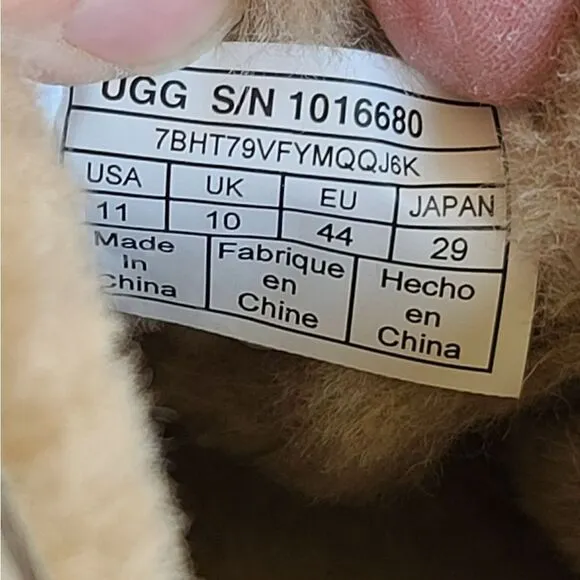 UGG S/N 1016680
7BHT79VFYMQQJ6K
USA UK EU JAPAN
11 10 44 29
Made in China
Fabrique en Chine
Hecho en China